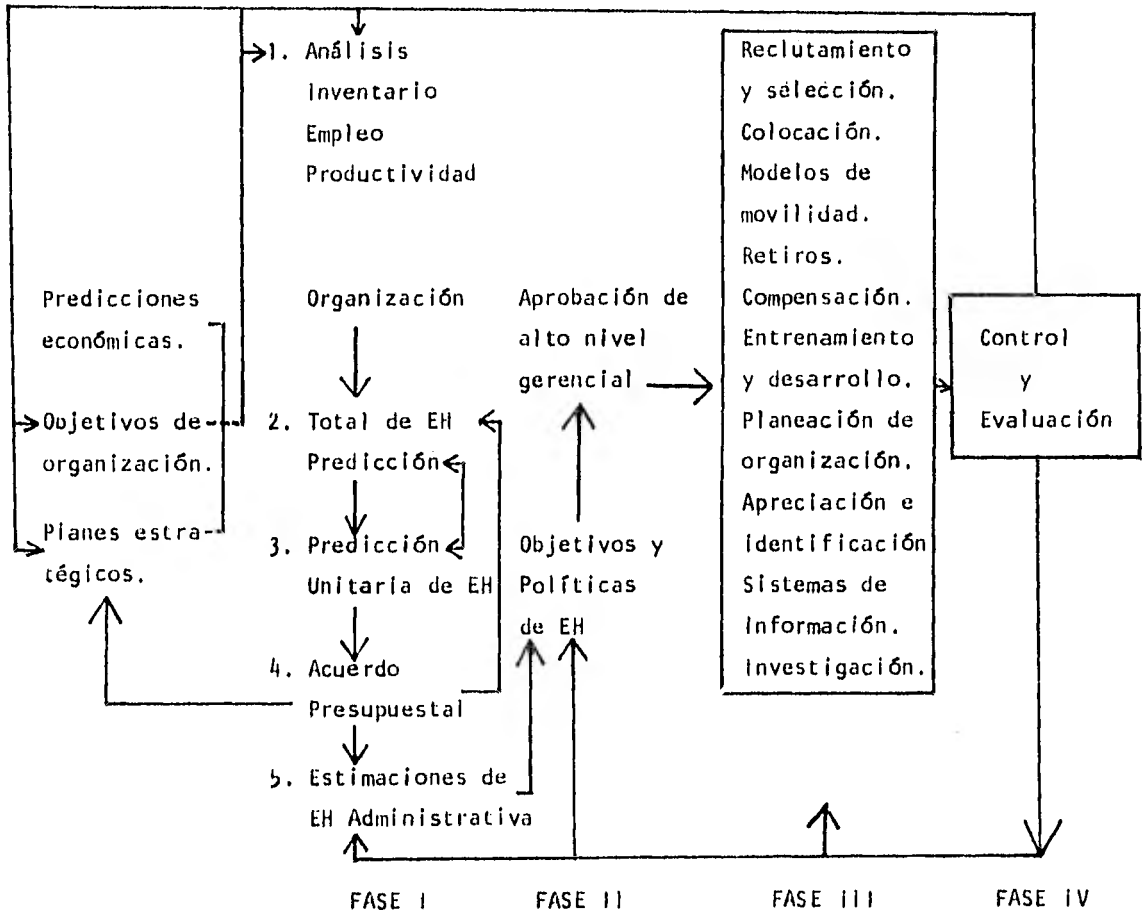 1. Análisis
inventario
Empleo
Productividad
Predicciones
económicas.
Objetivos de
organización.
Planes estra
tégicos.
Organización
2. Total de EH
Predicción
3. Predicción
Unitaria de EH
4. Acuerdo
Presupuestal
5. Estimaciones de
EH Administrativa
Aprobación de
alto nivel
gerencial
Objetivos y
Políticas
de EH
Reclutamiento
y selección.
Colocación.
Modelos de
movilidad.
Retiros.
Compensación.
Entrenamiento
y desarrollo.
Planeación de
organización.
Apreciación e
identificación
Sistemas de
información.
Investigación.
Control
y
Evaluación
FASE I
FASE II
FASE III
FASE IV